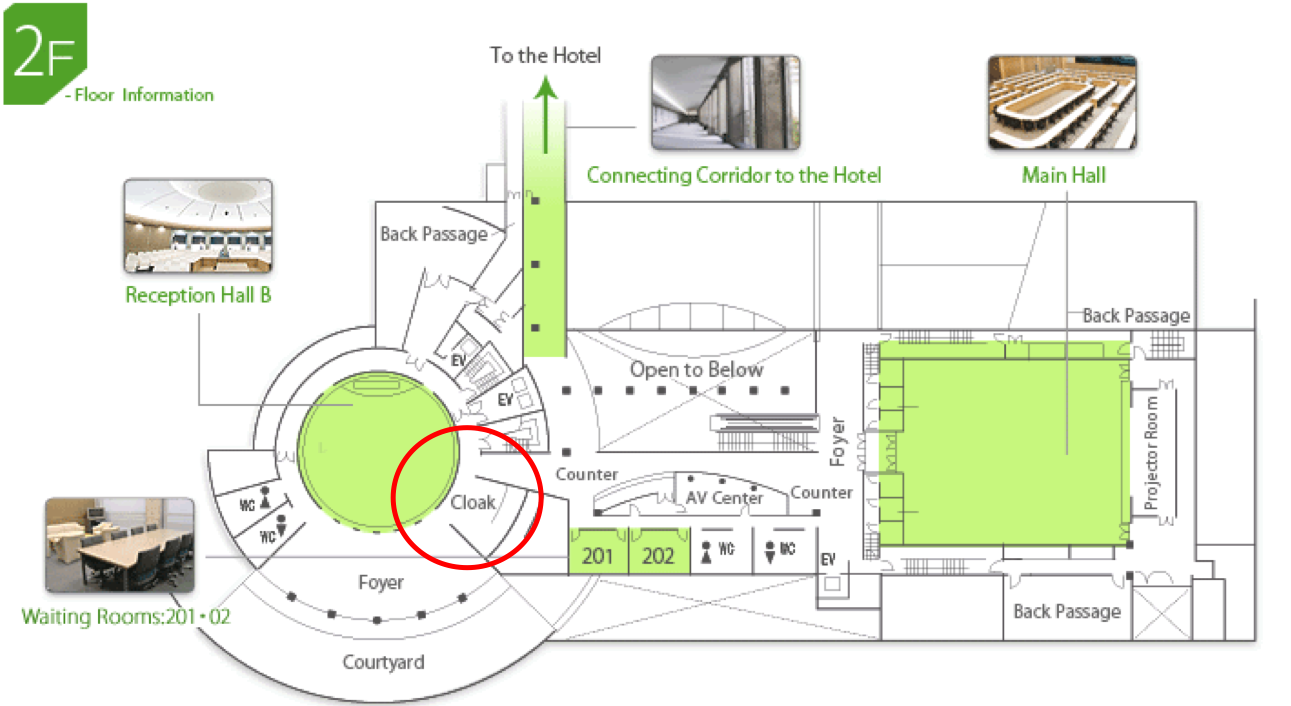 2F
- Floor Information
To the Hotel
Connecting Corridor to the Hotel
Main Hall
Back Passage
Reception Hall B
Back Passage
EV
Open to Below
EV
Foyer
Projector Room
Counter
Cloak
AV Center
Counter
WC
WC
201
202
WC
WC
EV
Foyer
Waiting Rooms:201・02
Back Passage
Courtyard